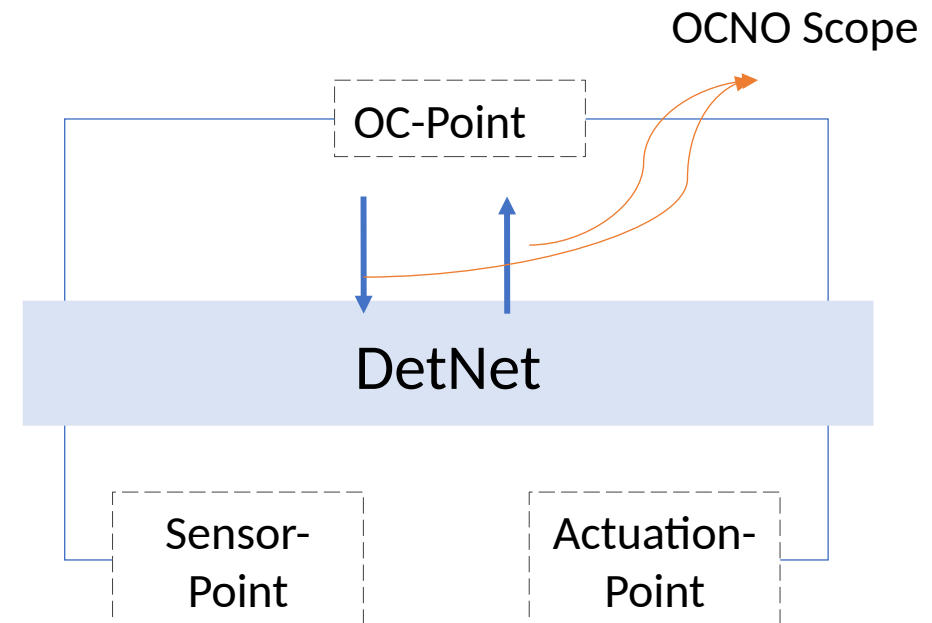 OCNO Scope
OC-Point
DetNet
Sensor-
Point
Actuation-
Point